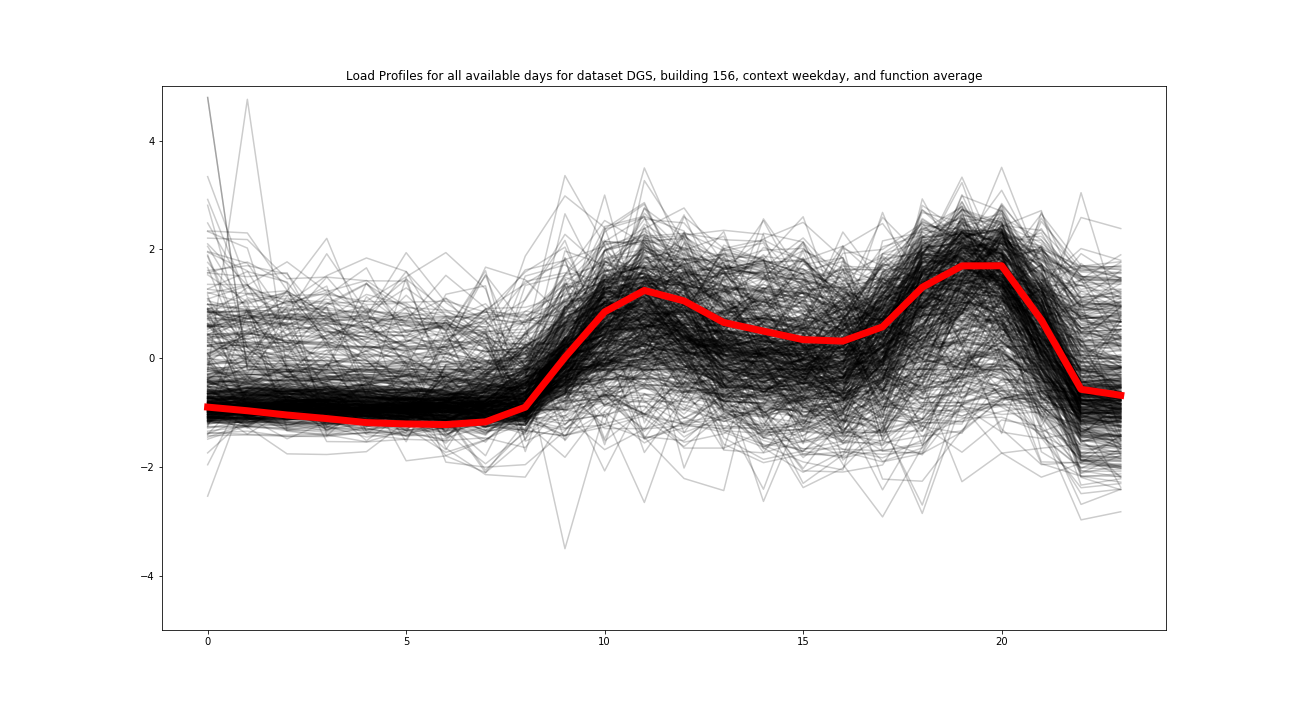 Load Profiles for all available days for dataset DGS, building 156, context weekday, and function average
4
2
0
−2
−4
0 5 10 15 20